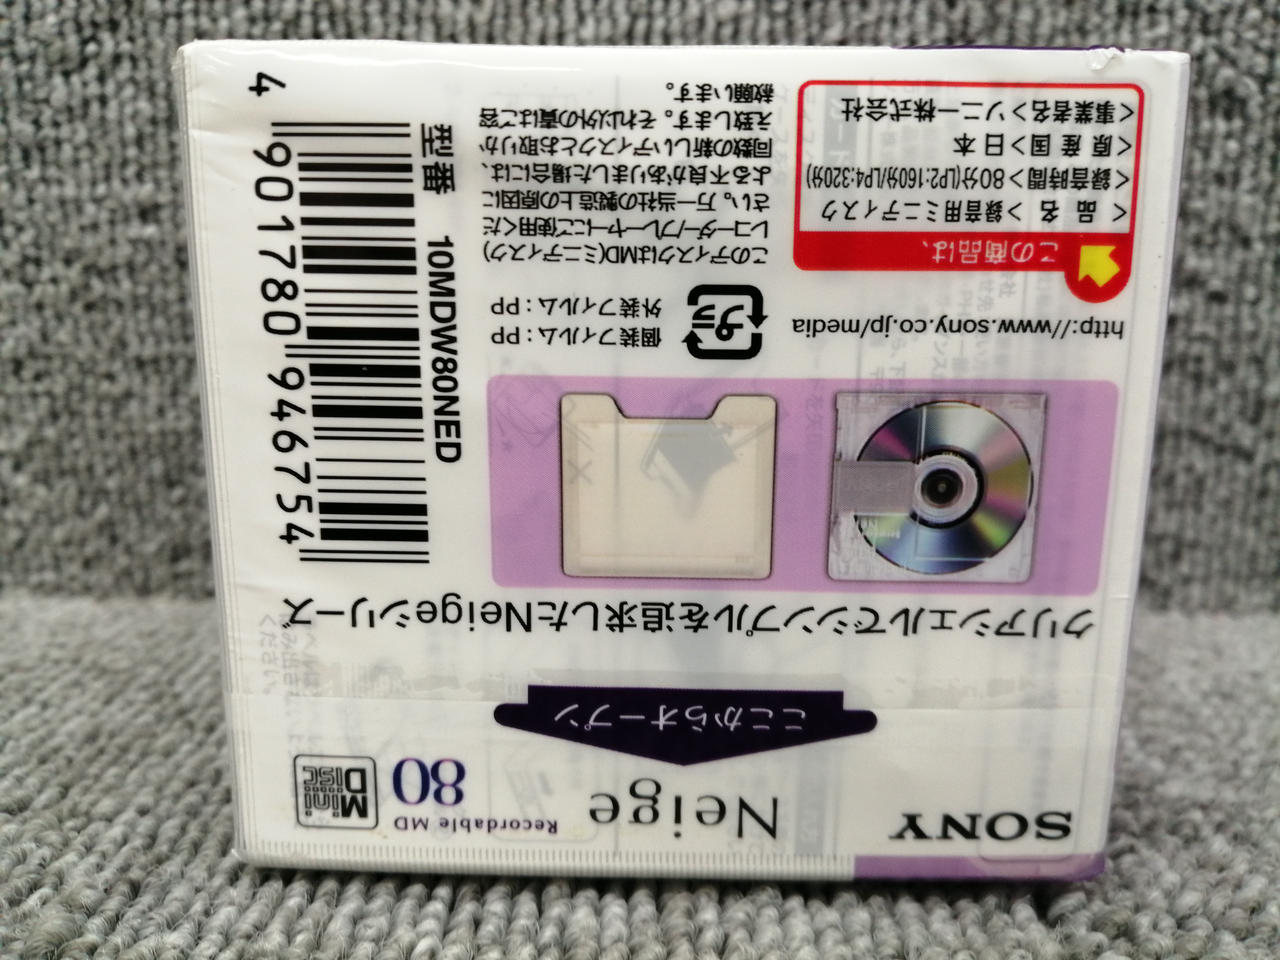 SONY
Neige
Recordable MD
80
Mini
DISC
ここからオープン
クリアシェルでシンプルを追求したNeigeシリーズ
http://www.sony.co.jp/media
この商品は、
<品 名>録音用ミニディスク
<録音時間>80分(LP2:160分/LP4:320分)
<原 産 国>日本
<事業者名>ソニー株式会社
プラ
個装フィルム：PP
外装フィルム：PP
このディスクはMD(ミニディスク)
レコーダー/プレーヤーにご使用くだ
さい。万一当社の製造上の原因に
よる不良がありました場合には、
同数の新しいディスクとお取りか
え致します。それ以外の責はご容
赦願います。
型番 10MDW80NED
4 901780 946754